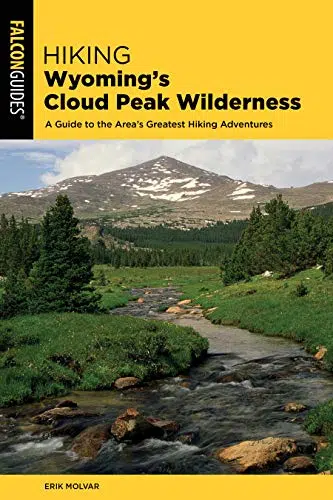 FALCONGUIDES®
HIKING
Wyoming's
Cloud Peak Wilderness
A Guide to the Area's Greatest Hiking Adventures
ERIK MOLVAR